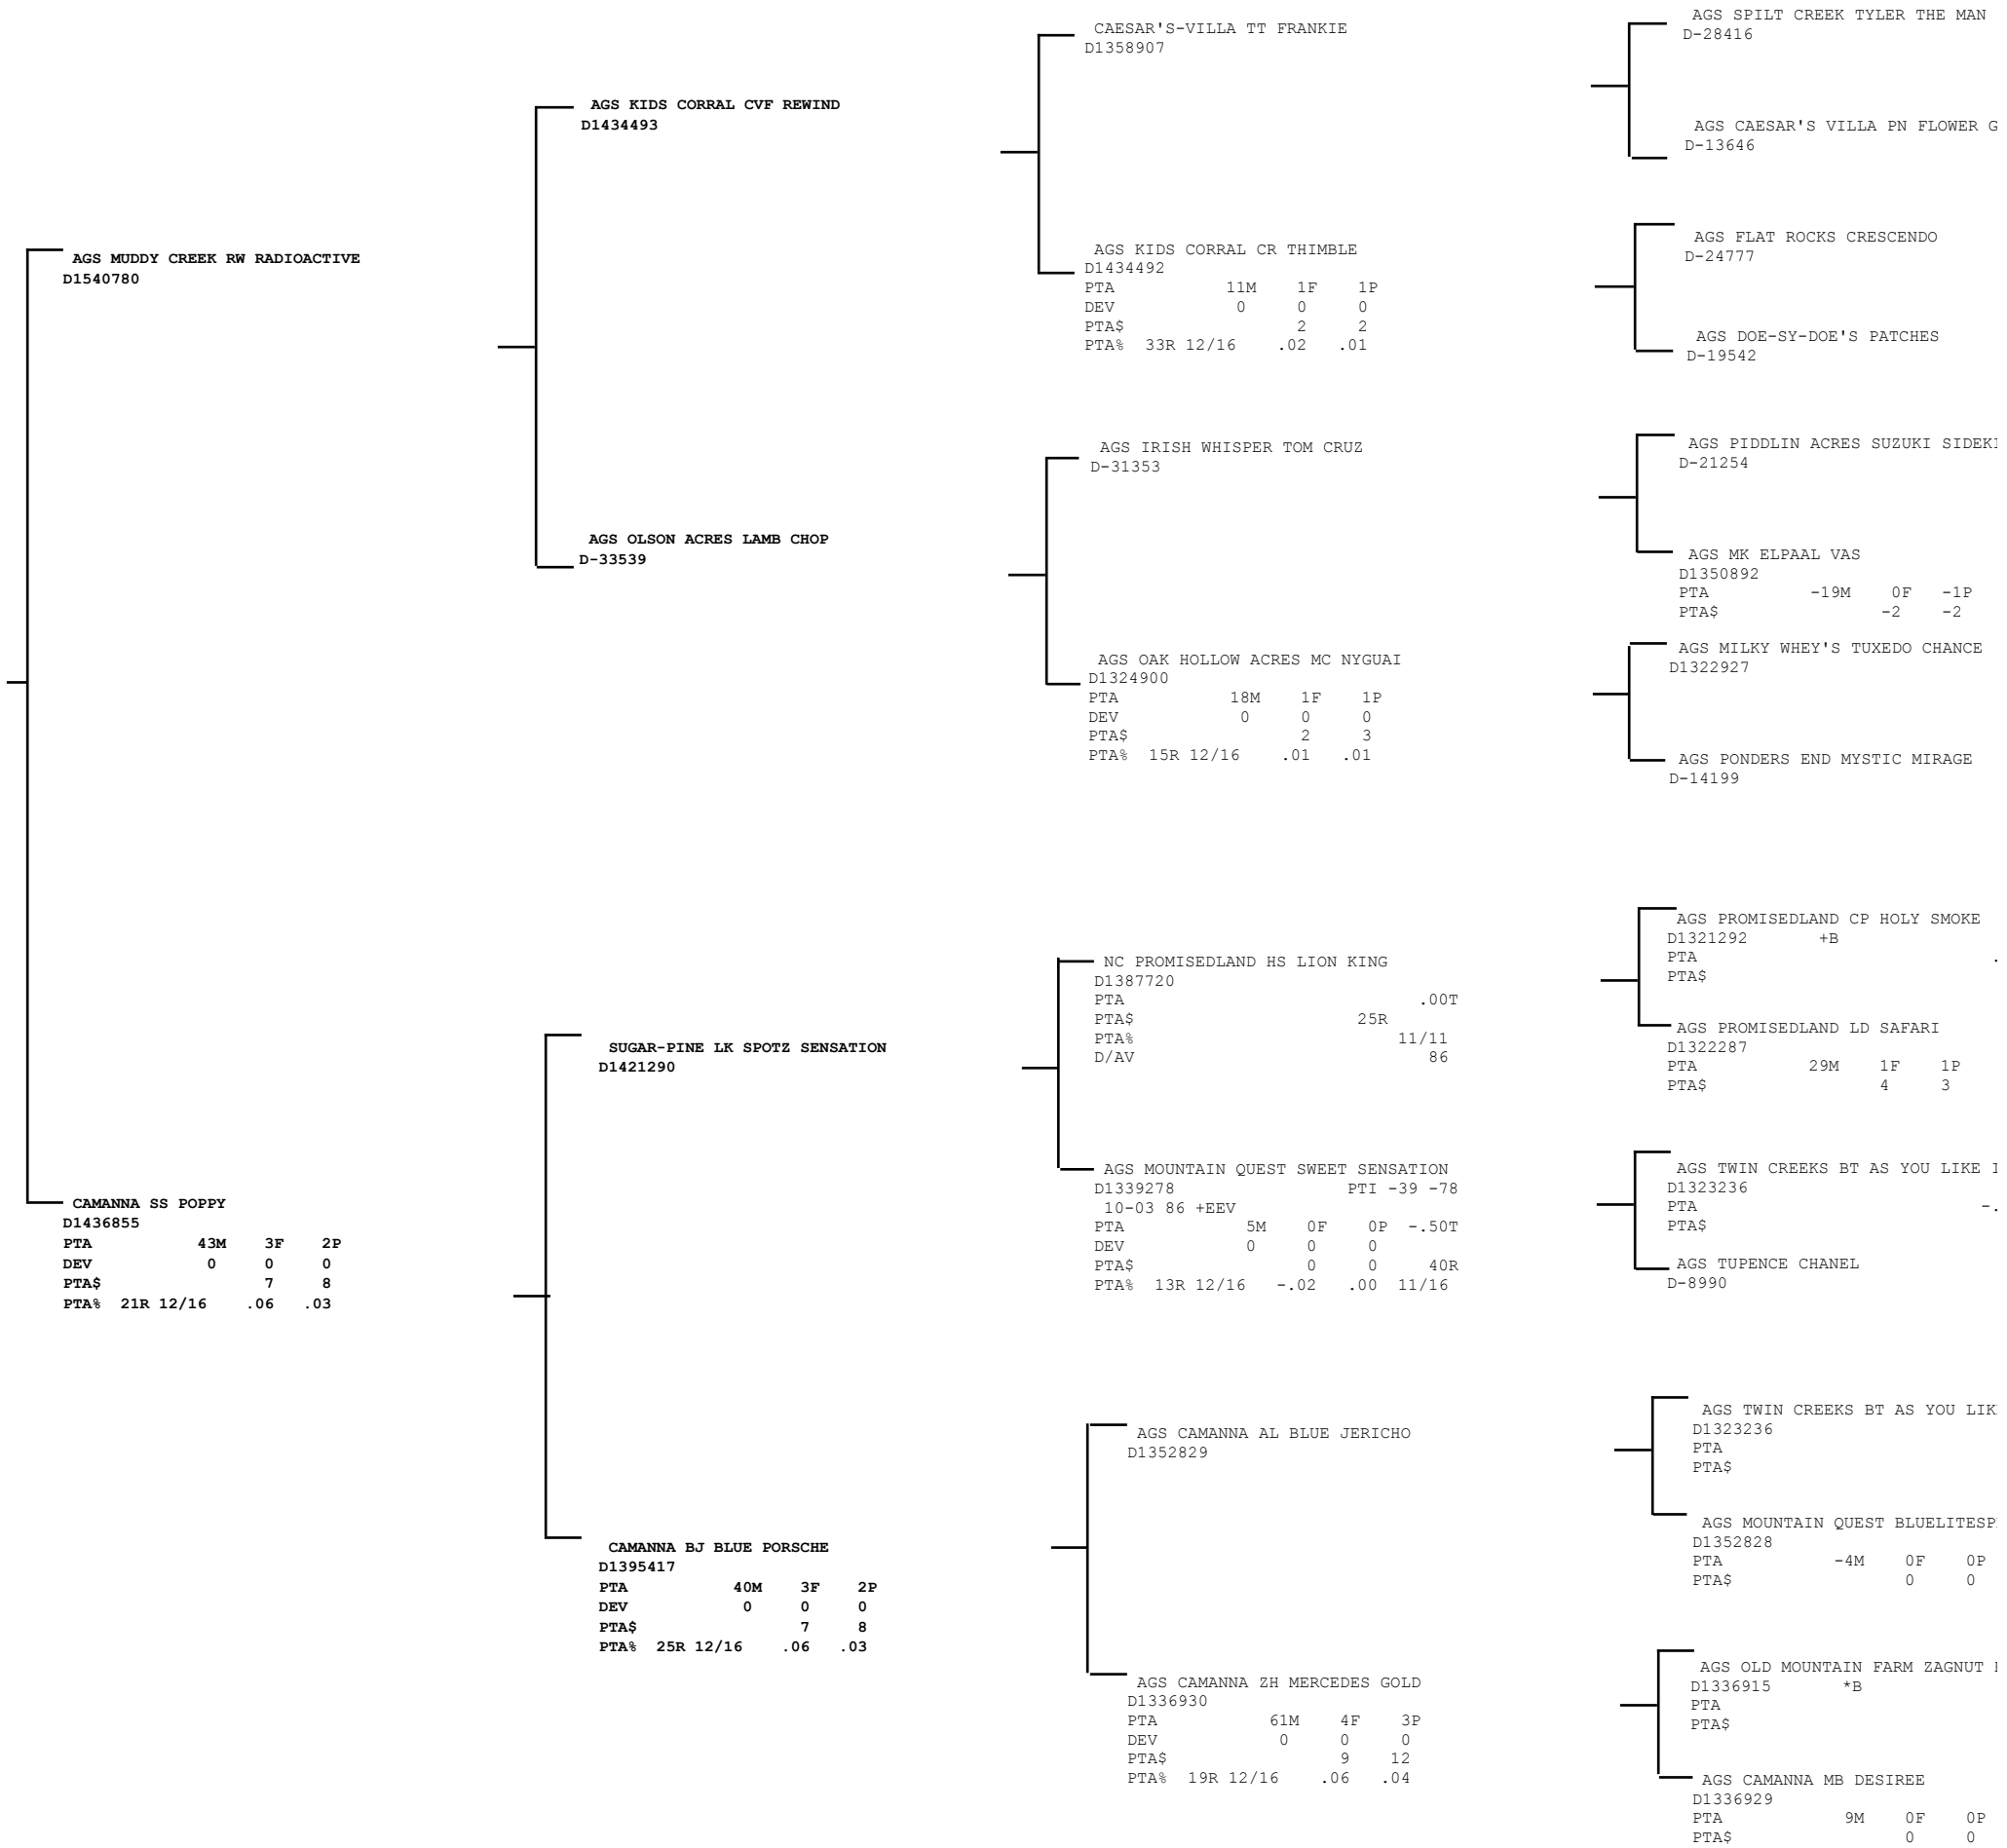 AGS MUDDY CREEK RW RADIOACTIVE
D1540780
CAMANNA SS POPPY
D1436855
PTA 43M 3F 2P
DEV 0 0 0
PTA$ 7 8
PTA% 21R 12/16 .06 .03
AGS KIDS CORRAL CVF REWIND
D1434493
AGS OLSON ACRES LAMB CHOP
D-33539
SUGAR-PINE LK SPOTZ SENSATION
D1421290
CAMANNA BJ BLUE PORSCHE
D1395417
PTA 40M 3F 2P
DEV 0 0 0
PTA$ 7 8
PTA% 25R 12/16 .06 .03
CAESAR'S-VILLA TT FRANKIE
D1358907
AGS KIDS CORRAL CR THIMBLE
D1434492
PTA 11M 1F 1P
DEV 0 0 0
PTA$ 2 2
PTA% 33R 12/16 .02 .01
AGS IRISH WHISPER TOM CRUZ
D-31353
AGS OAK HOLLOW ACRES MC NYGUAI
D1324900
PTA 18M 1F 1P
DEV 0 0 0
PTA$ 2 3
PTA% 15R 12/16 .01 .01
NC PROMISEDLAND HS LION KING
D1387720
PTA .00T
PTA$ 25R
PTA% 11/11
D/AV 86
AGS MOUNTAIN QUEST SWEET SENSATION
D1339278 PTI -39 -78
10-03 86 +EEV
PTA 5M 0F 0P -.50T
DEV 0 0 0
PTA$ 0 0 40R
PTA% 13R 12/16 -.02 .00 11/16
AGS CAMANNA AL BLUE JERICHO
D1352829
AGS CAMANNA ZH MERCEDES GOLD
D1336930
PTA 61M 4F 3P
DEV 0 0 0
PTA$ 9 12
PTA% 19R 12/16 .06 .04
AGS SPILT CREEK TYLER THE MAN
D-28416
AGS CAESAR'S VILLA PN FLOWER G
D-13646
AGS FLAT ROCKS CRESCENDO
D-24777
AGS DOE-SY-DOE'S PATCHES
D-19542
AGS PIDDLIN ACRES SUZUKI
D-21254
AGS MK ELPAAL VAS
D1350892
PTA -19M 0F -1P
PTA$ -2 -2
AGS MILKY WHEY'S TUXEDO CHANCE
D1322927
AGS PONDERS END MYSTIC MIRAGE
D-14199
AGS PROMISEDLAND CP HOLY SMOKE
D1321292 +B
PTA
PTA$
AGS PROMISEDLAND LD SAFARI
D1322287
PTA 29M 1F 1P
PTA$ 4 3
AGS TWIN CREEKS BT AS YOU LIKE
D1323236
PTA -.
PTA$
AGS TUPENCE CHANEL
D-8990
AGS TWIN CREEKS BT AS YOU
D1323236
PTA
PTA$
AGS MOUNTAIN QUEST
D1352828
PTA -4M 0F 0P
PTA$ 0 0
AGS OLD MOUNTAIN FARM ZAGNUT
D1336915 *B
PTA
PTA$
AGS CAMANNA MB DESIREE
D1336929
PTA 9M 0F 0P
PTA$ 0 0